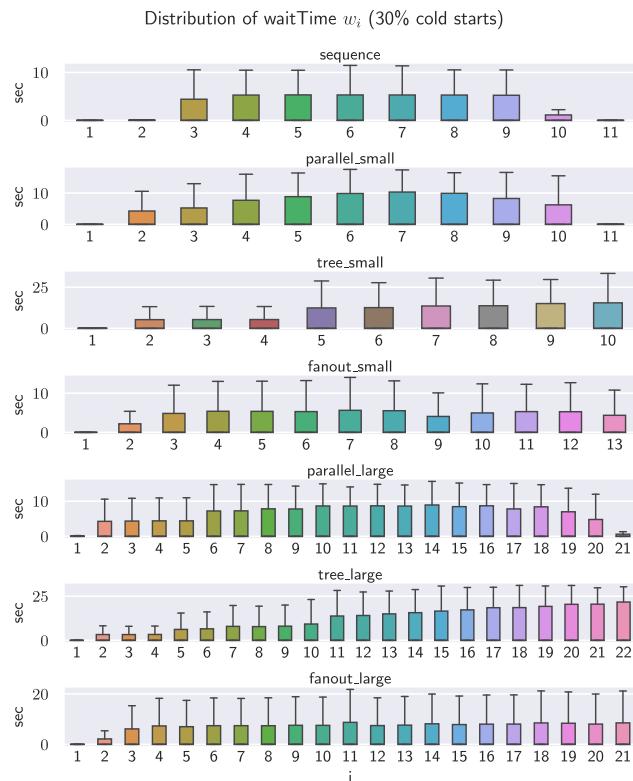 Distribution of waitTime w_i (30% cold starts)
sequence
10
sec
0
1 2 3 4 5 6 7 8 9 10 11
parallel_small
10
sec
0
1 2 3 4 5 6 7 8 9 10 11
tree_small
25
sec
0
1 2 3 4 5 6 7 8 9 10
fanout_small
10
sec
0
1 2 3 4 5 6 7 8 9 10 11 12 13
parallel_large
10
sec
0
1 2 3 4 5 6 7 8 9 10 11 12 13 14 15 16 17 18 19 20 21
tree_large
25
sec
0
1 2 3 4 5 6 7 8 9 10 11 12 13 14 15 16 17 18 19 20 21 22
fanout_large
20
sec
0
1 2 3 4 5 6 7 8 9 10 11 12 13 14 15 16 17 18 19 20 21
i